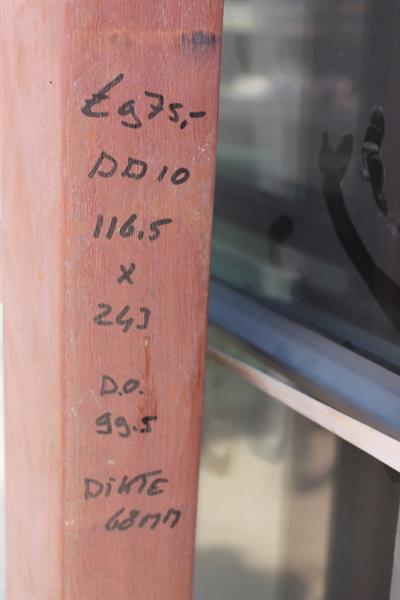 £975,-
DD10
116.5
x
243
D.O.
99.5
DIKTE
68mm